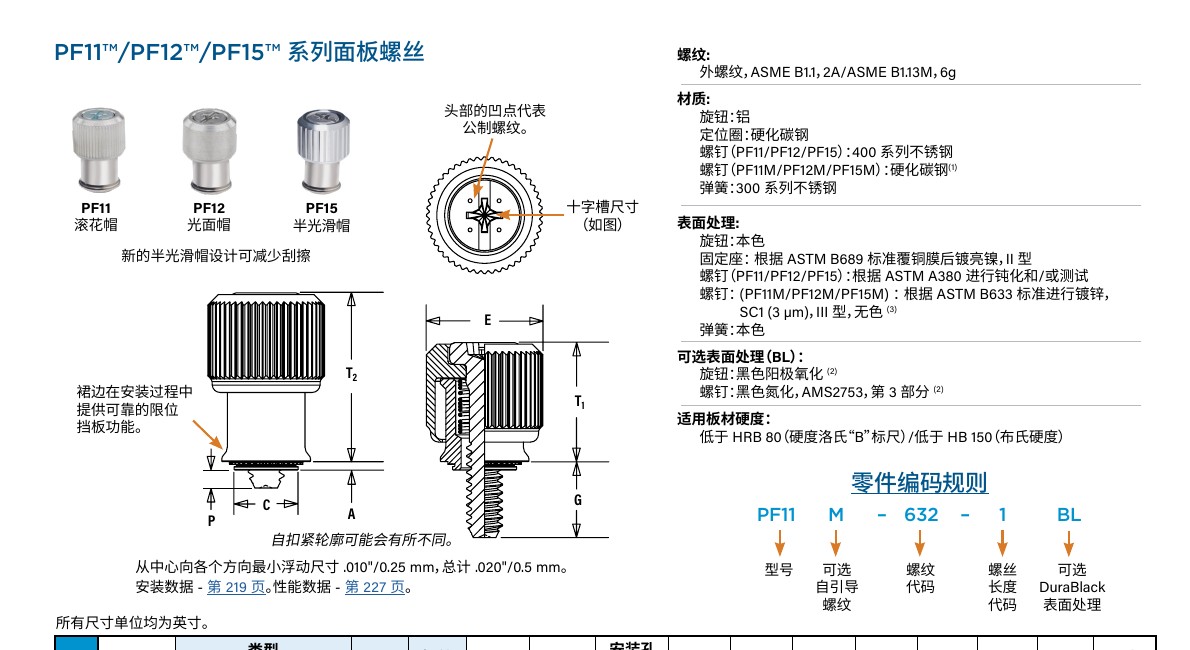 PF11™/PF12™/PF15™ 系列面板螺丝
PF11
滚花帽
PF12
光面帽
PF15
半光滑帽
新的半光滑帽设计可减少刮擦
头部的凹点代表
公制螺纹。
十字槽尺寸
（如图）
裙边在安装过程中
提供可靠的限位
挡板功能。
T2
P
C
A
E
T1
G
自扣紧轮廓可能会有所不同。
从中心向各个方向最小浮动尺寸 .010"/0.25 mm，总计 .020"/0.5 mm。
安装数据 - 第 219 页。性能数据 - 第 227 页。
所有尺寸单位均为英寸。
螺纹：
外螺纹，ASME B1.1，2A/ASME B1.13M，6g
材质：
旋钮：铝
定位圈：硬化碳钢
螺钉（PF11/PF12/PF15）：400 系列不锈钢
螺钉（PF11M/PF12M/PF15M）：硬化碳钢(1)
弹簧：300 系列不锈钢
表面处理：
旋钮：本色
固定座：根据 ASTM B689 标准覆铜膜后镀亮镍，II 型
螺钉（PF11/PF12/PF15）：根据 ASTM A380 进行钝化和/或测试
螺钉：（PF11M/PF12M/PF15M）：根据 ASTM B633 标准进行镀锌，
SC1 (3 μm)，III 型，无色 (3)
弹簧：本色
可选表面处理（BL）：
旋钮：黑色阳极氧化 (2)
螺钉：黑色氮化，AMS2753，第 3 部分 (2)
适用板材硬度：
低于 HRB 80（硬度洛氏“B”标尺）/低于 HB 150（布氏硬度）
零件编码规则
PF11 M – 632 – 1 BL
型号
可选
自引导
螺纹
螺纹
代码
螺丝
长度
代码
可选
DuraBlack
表面处理
类型
安装孔